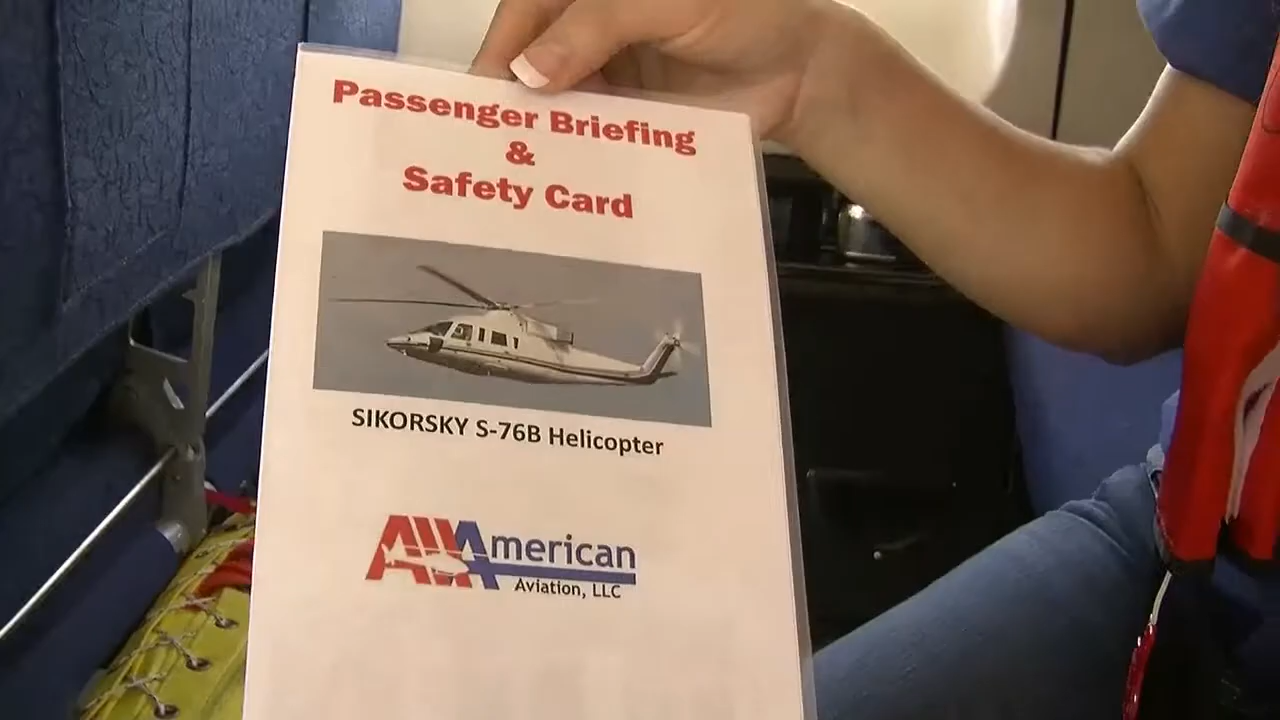 Passenger Briefing
&
Safety Card
SIKORSKY S-76B Helicopter
All American
Aviation, LLC